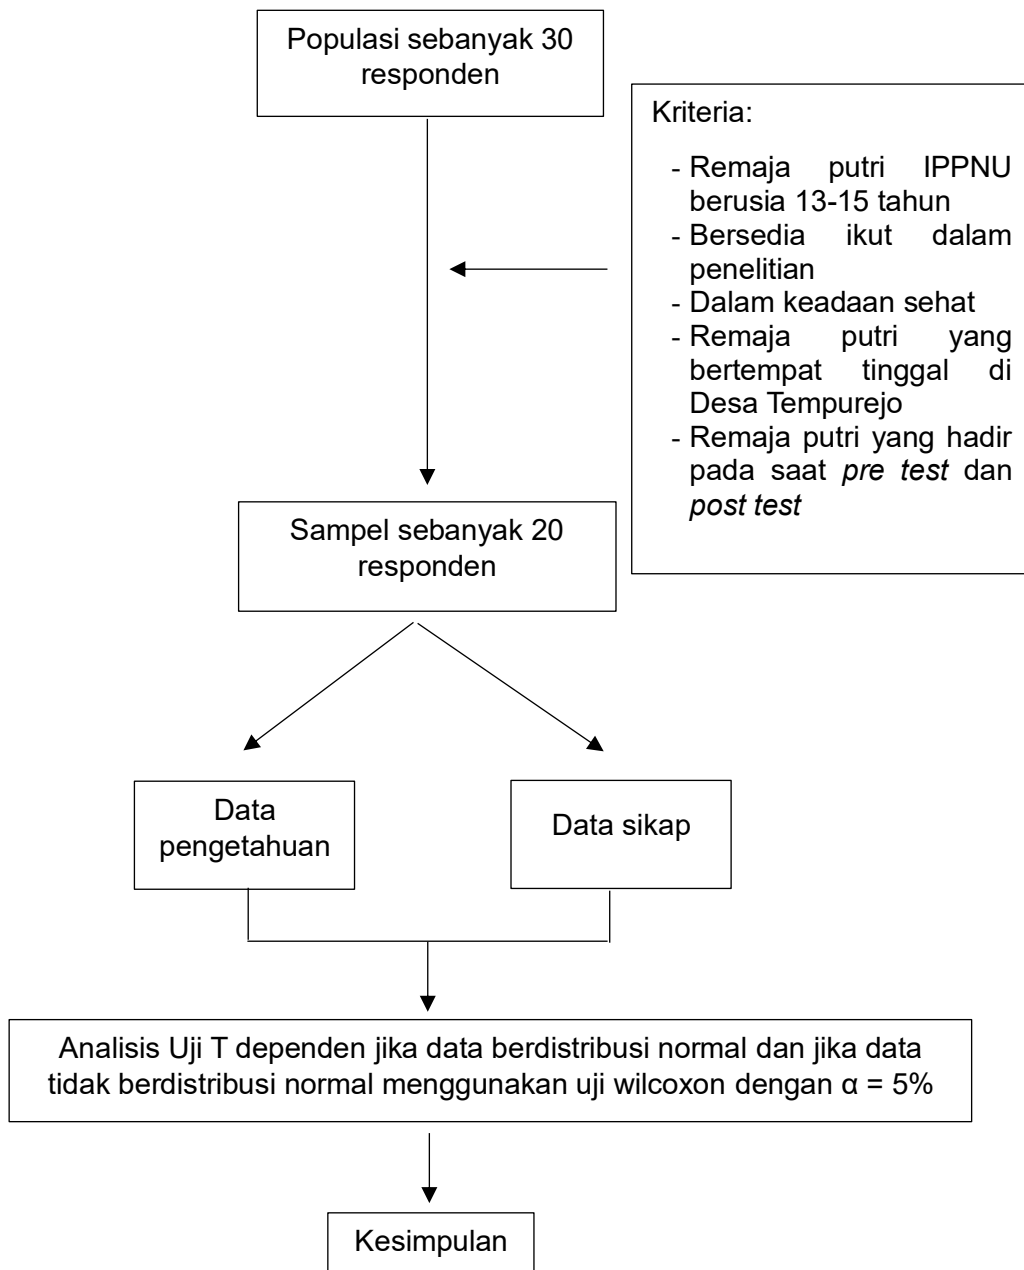 Populasi sebanyak 30
responden
Kriteria:
- Remaja putri IPPNU
berusia 13-15 tahun
- Bersedia ikut dalam
penelitian
- Dalam keadaan sehat
- Remaja putri yang
bertempat tinggal di
Desa Tempurejo
- Remaja putri yang hadir
pada saat pre test dan
post test
Sampel sebanyak 20
responden
Data
pengetahuan
Data sikap
Analisis Uji T dependen jika data berdistribusi normal dan jika data
tidak berdistribusi normal menggunakan uji wilcoxon dengan α = 5%
Kesimpulan